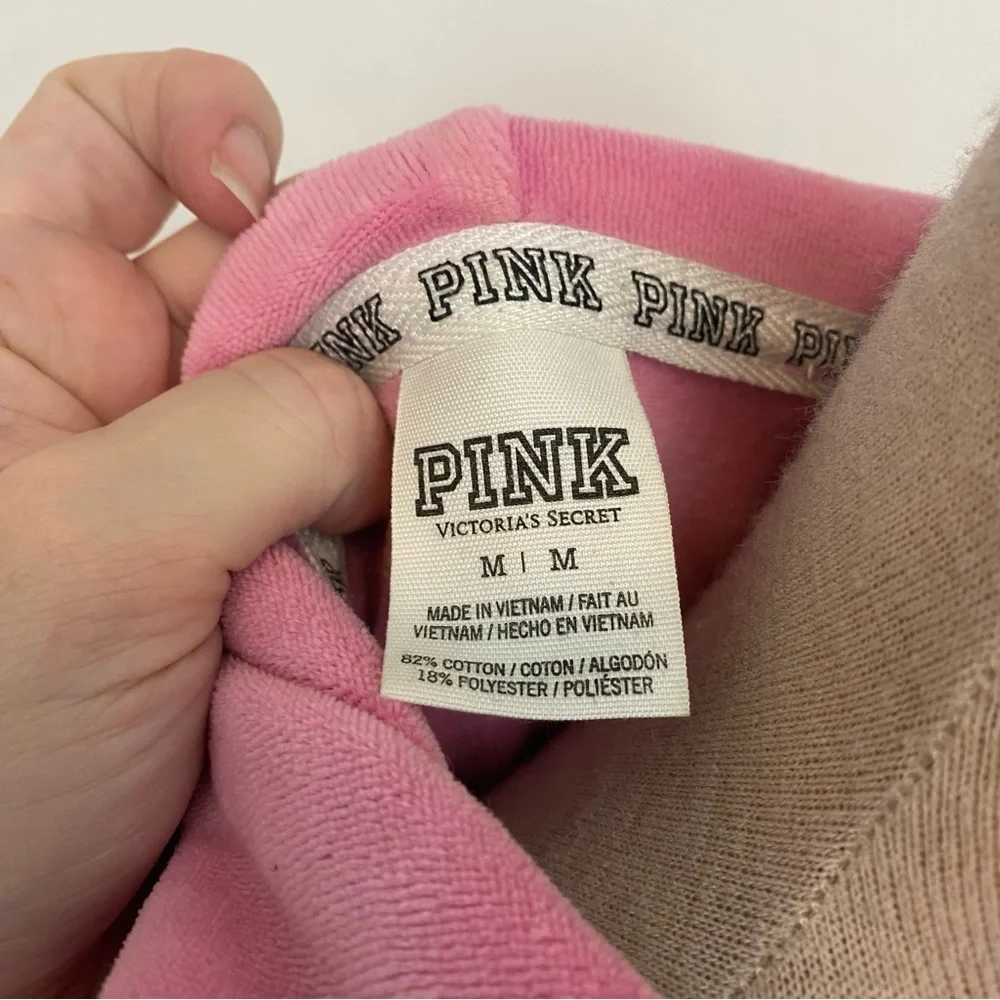 PINK PINK
PINK
VICTORIA'S SECRET
M | M
MADE IN VIETNAM / FAIT AU
VIETNAM / HECHO EN VIETNAM
82% COTTON / COTON / ALGODÓN
18% POLYESTER / POLIÉSTER